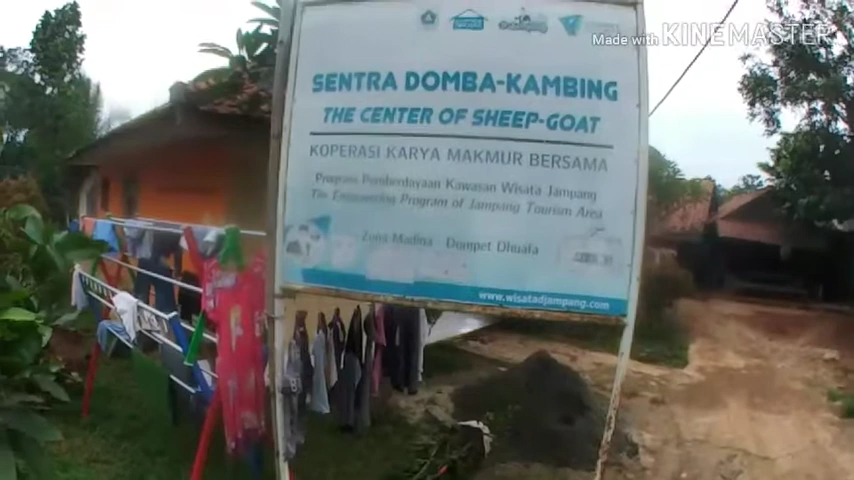 Made with KINEMASTER
SENTRA DOMBA-KAMBING
THE CENTER OF SHEEP-GOAT
KOPERASI KARYA MAKMUR BERSAMA
Program Pemberdayaan Kawasan Wisata Jampang
The Empowering Program of Jampang Tourism Area
Zona Madina - Dompet Dhuafa
www.wisatadjampang.com